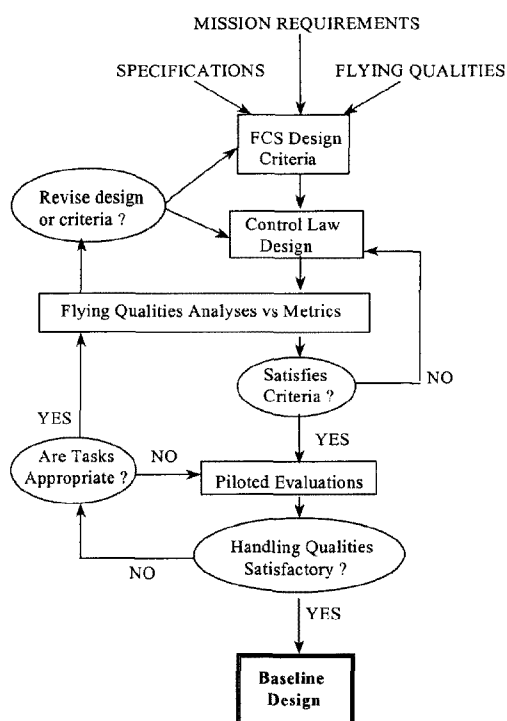 MISSION REQUIREMENTS
SPECIFICATIONS
FLYING QUALITIES
FCS Design
Criteria
Revise design
or criteria ?
Control Law
Design
Flying Qualities Analyses vs Metrics
Satisfies
Criteria ?
NO
YES
YES
Are Tasks
Appropriate ?
NO
Piloted Evaluations
Handling Qualities
Satisfactory ?
NO
YES
Baseline
Design